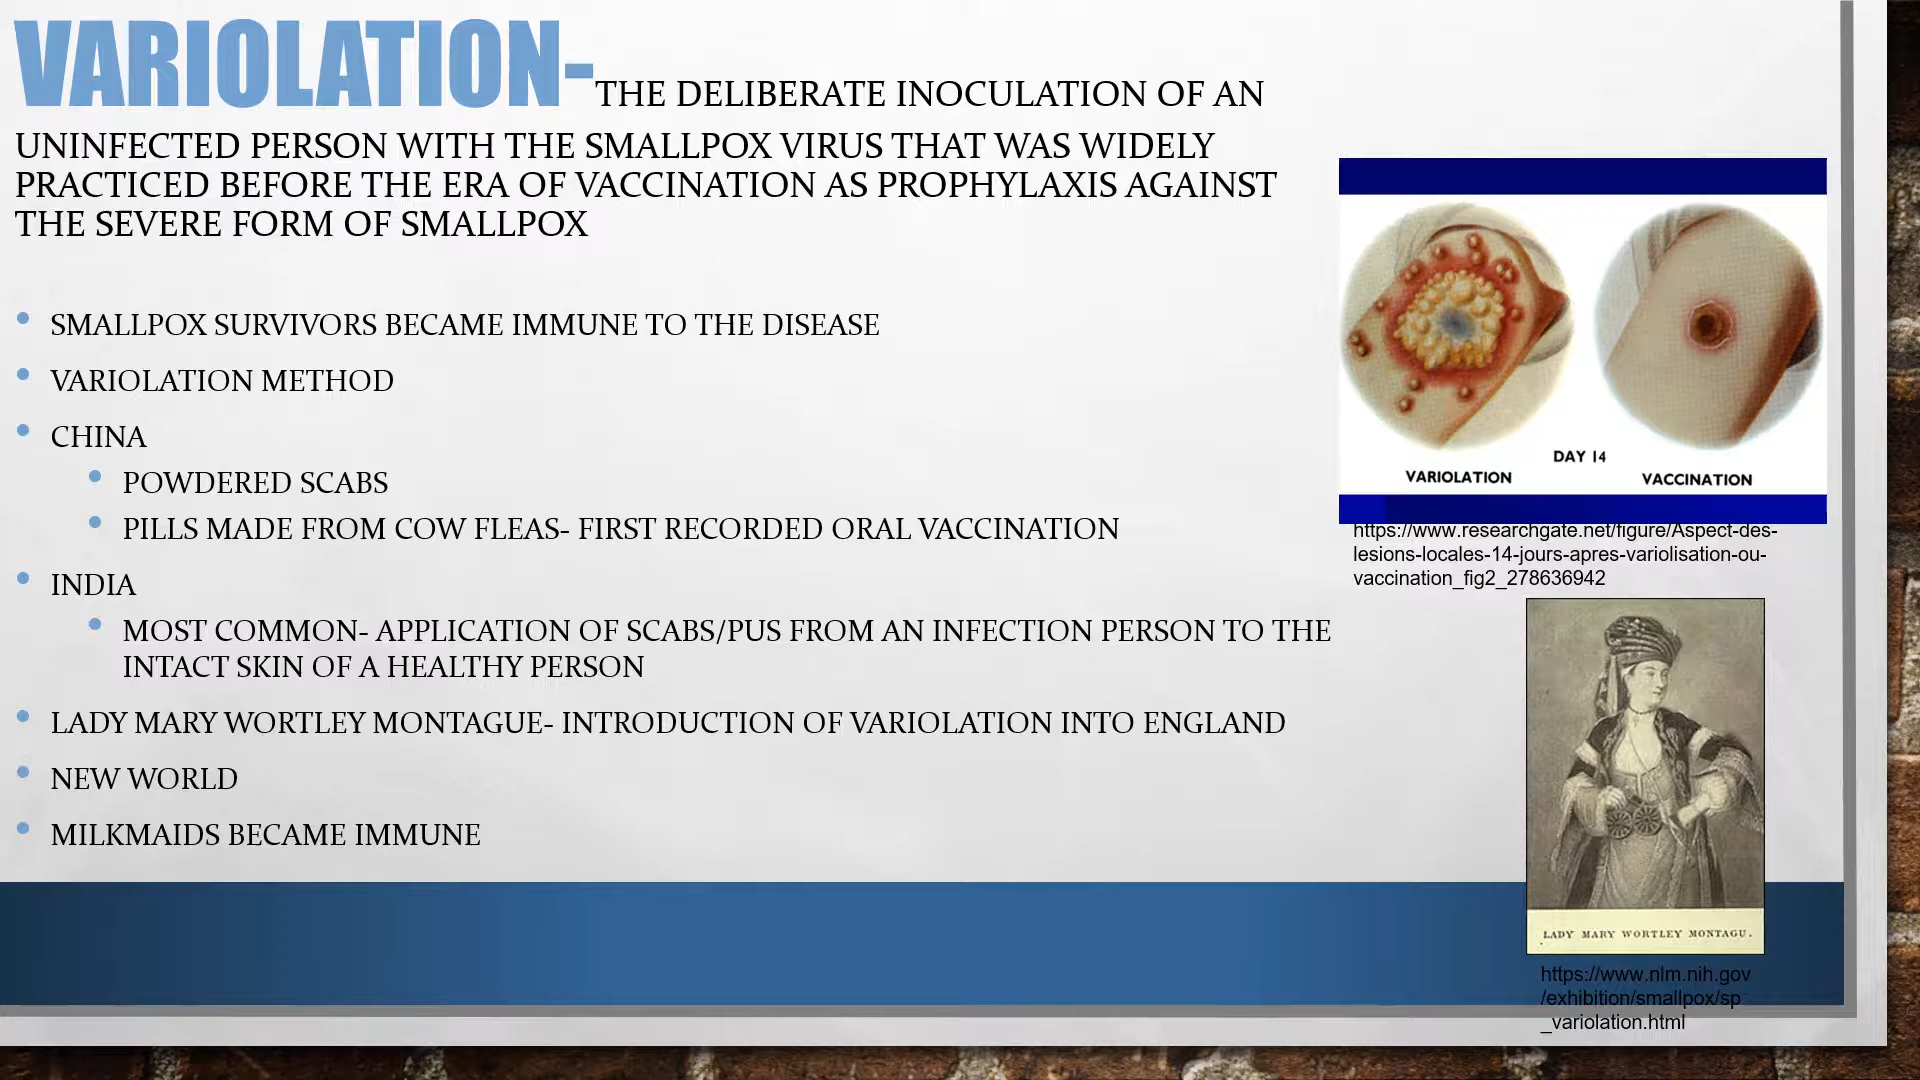 VARIOLATION-THE DELIBERATE INOCULATION OF AN
UNINFECTED PERSON WITH THE SMALLPOX VIRUS THAT WAS WIDELY
PRACTICED BEFORE THE ERA OF VACCINATION AS PROPHYLAXIS AGAINST
THE SEVERE FORM OF SMALLPOX
• SMALLPOX SURVIVORS BECAME IMMUNE TO THE DISEASE
• VARIOLATION METHOD
• CHINA
• POWDERED SCABS
• PILLS MADE FROM COW FLEAS- FIRST RECORDED ORAL VACCINATION
• INDIA
• MOST COMMON- APPLICATION OF SCABS/PUS FROM AN INFECTION PERSON TO THE
INTACT SKIN OF A HEALTHY PERSON
• LADY MARY WORTLEY MONTAGUE- INTRODUCTION OF VARIOLATION INTO ENGLAND
• NEW WORLD
• MILKMAIDS BECAME IMMUNE
DAY 14
VARIOLATION VACCINATION
https://www.researchgate.net/figure/Aspect-des-
lesions-locales-14-jours-apres-variolisation-ou-
vaccination_fig2_278636942
LADY MARY WORTLEY MONTAGU.
https://www.nlm.nih.gov
/exhibition/smallpox/sp
_variolation.html